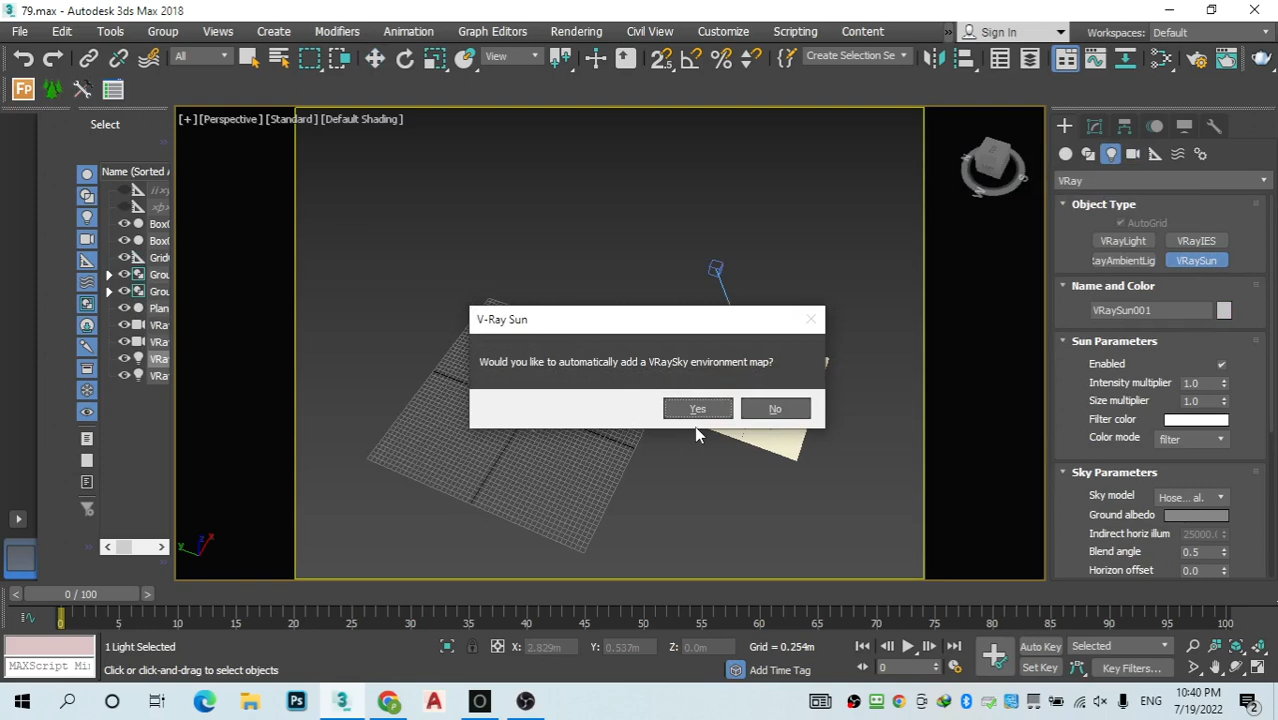 79.max - Autodesk 3ds Max 2018
File Edit Tools Group Views Create Modifiers Animation Graph Editors Rendering Civil View Customize Scripting Content Sign In Workspaces: Default
All View Create Selection Se
Fp
Select
[+] [Perspective] [Standard] [Default Shading]
Name (Sorted A
Box0
Box0
Grid
Grou
Grou
Plan
VRa
VRa
VRa
VRa
V-Ray Sun
Would you like to automatically add a VRaySky environment map?
Yes No
VRay
Object Type
AutoGrid
VRayLight VRayIES
RayAmbientLig VRaySun
Name and Color
VRaySun001
Sun Parameters
Enabled
Intensity multiplier 1.0
Size multiplier 1.0
Filter color
Color mode filter
Sky Parameters
Sky model Hose...al.
Ground albedo
Indirect horiz illum 25000.(
Blend angle 0.5
Horizon offset 0.0
0 / 100
0 5 10 15 20 25 30 35 40 45 50 55 60 65 70 75 80 85 90 95 100
1 Light Selected X: 2.829m Y: 0.537m Z: 0.0m Grid = 0.254m Auto Key Selected
MAXScript Mi Click or click-and-drag to select objects Add Time Tag 0 Set Key Key Filters...
ENG 10:40 PM
7/19/2022 2